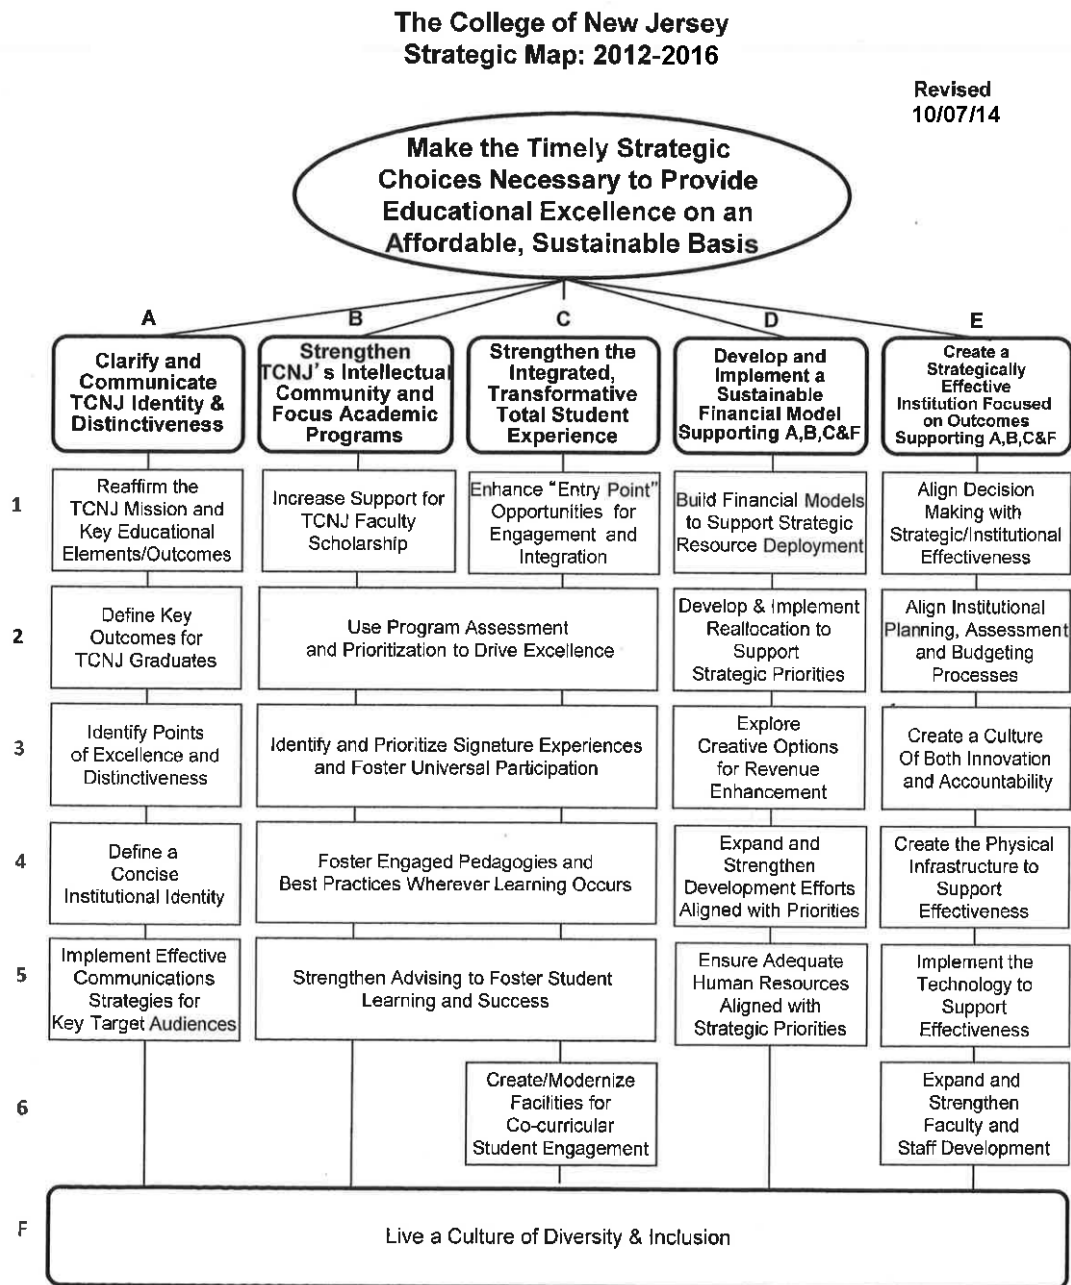 The College of New Jersey
Strategic Map: 2012-2016
Revised
10/07/14
Make the Timely Strategic
Choices Necessary to Provide
Educational Excellence on an
Affordable, Sustainable Basis
A
B
C
D
E
Clarify and
Communicate
TCNJ Identity &
Distinctiveness
Strengthen
TCNJ's Intellectual
Community and
Focus Academic
Programs
Strengthen the
Integrated,
Transformative
Total Student
Experience
Develop and
Implement a
Sustainable
Financial Model
Supporting A,B,C&F
Create a
Strategically
Effective
Institution Focused
on Outcomes
Supporting A,B,C&F
1
Reaffirm the
TCNJ Mission and
Key Educational
Elements/Outcomes
Increase Support for
TCNJ Faculty
Scholarship
Enhance "Entry Point"
Opportunities for
Engagement and
Integration
Build Financial Models
to Support Strategic
Resource Deployment
Align Decision
Making with
Strategic/Institutional
Effectiveness
2
Define Key
Outcomes for
TCNJ Graduates
Use Program Assessment
and Prioritization to Drive Excellence
Develop & Implement
Reallocation to
Support
Strategic Priorities
Align Institutional
Planning, Assessment
and Budgeting
Processes
3
Identify Points
of Excellence and
Distinctiveness
Identify and Prioritize Signature Experiences
and Foster Universal Participation
Explore
Creative Options
for Revenue
Enhancement
Create a Culture
Of Both Innovation
and Accountability
4
Define a
Concise
Institutional Identity
Foster Engaged Pedagogies and
Best Practices Wherever Learning Occurs
Expand and
Strengthen
Development Efforts
Aligned with Priorities
Create the Physical
Infrastructure to
Support
Effectiveness
5
Implement Effective
Communications
Strategies for
Key Target Audiences
Strengthen Advising to Foster Student
Learning and Success
Ensure Adequate
Human Resources
Aligned with
Strategic Priorities
Implement the
Technology to
Support
Effectiveness
6
Create/Modernize
Facilities for
Co-curricular
Student Engagement
Expand and
Strengthen
Faculty and
Staff Development
F
Live a Culture of Diversity & Inclusion